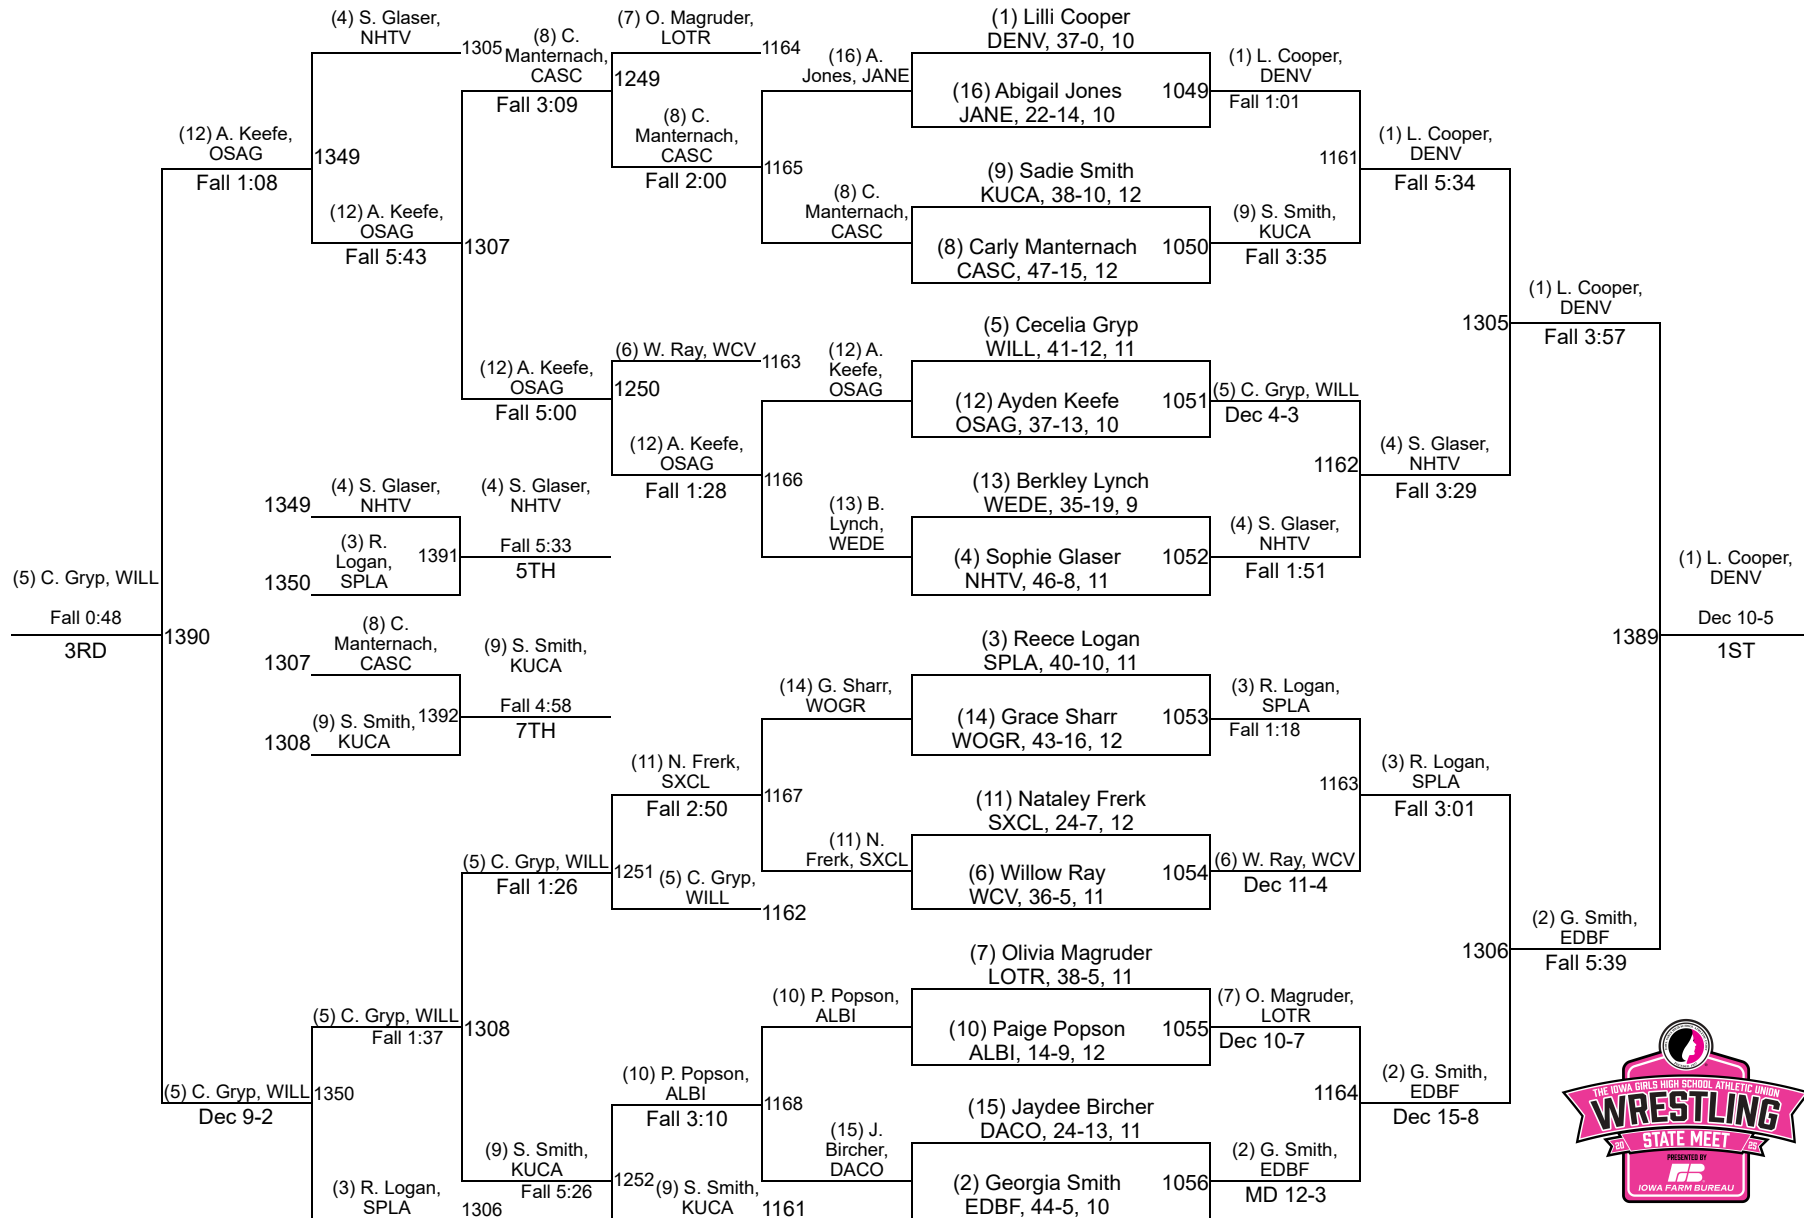 (4) S. Glaser,
NHTV
1305
(8) C.
Manternach,
CASC
Fall 3:09
(7) O. Magruder,
LOTR
1164
1249
(8) C.
Manternach,
CASC
Fall 2:00
1165
(16) A.
Jones, JANE
(8) C.
Manternach,
CASC
(1) Lilli Cooper
DENV, 37-0, 10
(16) Abigail Jones
JANE, 22-14, 10
1049
(1) L. Cooper,
DENV
Fall 1:01
(9) Sadie Smith
KUCA, 38-10, 12
(8) Carly Manternach
CASC, 47-15, 12
1050
(9) S. Smith,
KUCA
Fall 3:35
1161
(1) L. Cooper,
DENV
Fall 5:34
(12) A. Keefe,
OSAG
Fall 1:08
1349
(12) A. Keefe,
OSAG
Fall 5:43
1307
(12) A. Keefe,
OSAG
Fall 5:00
(6) W. Ray, WCV
1163
1250
(12) A. Keefe,
OSAG
Fall 1:28
1166
(12) A.
Keefe,
OSAG
(13) B.
Lynch,
WEDE
(5) Cecelia Gryp
WILL, 41-12, 11
(12) Ayden Keefe
OSAG, 37-13, 10
1051
(5) C. Gryp, WILL
Dec 4-3
(13) Berkley Lynch
WEDE, 35-19, 9
(4) Sophie Glaser
NHTV, 46-8, 11
1052
(4) S. Glaser,
NHTV
Fall 1:51
1162
(4) S. Glaser,
NHTV
Fall 3:29
1305
(1) L. Cooper,
DENV
Fall 3:57
1349
(4) S. Glaser,
NHTV
1350
(3) R.
Logan,
SPLA
1391
(4) S. Glaser,
NHTV
Fall 5:33
5TH
(5) C. Gryp, WILL
Fall 0:48
3RD
1390
1307
(8) C.
Manternach,
CASC
1308
(9) S. Smith,
KUCA
1392
(9) S. Smith,
KUCA
Fall 4:58
7TH
1389
(1) L. Cooper,
DENV
Dec 10-5
1ST
(14) G. Sharr,
WOGR
(11) N.
Frerk, SXCL
(3) Reece Logan
SPLA, 40-10, 11
(14) Grace Sharr
WOGR, 43-16, 12
1053
(3) R. Logan,
SPLA
Fall 1:18
(11) Nataley Frerk
SXCL, 24-7, 12
(6) Willow Ray
WCV, 36-5, 11
1054
(6) W. Ray, WCV
Dec 11-4
1163
(3) R. Logan,
SPLA
Fall 3:01
(11) N. Frerk,
SXCL
Fall 2:50
1167
(5) C. Gryp, WILL
Fall 1:26
1251
(5) C. Gryp,
WILL
1162
1306
(2) G. Smith,
EDBF
Fall 5:39
(5) C. Gryp, WILL
Fall 1:37
1308
(5) C. Gryp, WILL
Dec 9-2
1350
(3) R. Logan,
SPLA
1306
(9) S. Smith,
KUCA
Fall 5:26
(10) P. Popson,
ALBI
Fall 3:10
1168
1252
(9) S. Smith,
KUCA
1161
(10) P. Popson,
ALBI
(15) J.
Bircher,
DACO
(7) Olivia Magruder
LOTR, 38-5, 11
(10) Paige Popson
ALBI, 14-9, 12
1055
(7) O. Magruder,
LOTR
Dec 10-7
(15) Jaydee Bircher
DACO, 24-13, 11
(2) Georgia Smith
EDBF, 44-5, 10
1056
(2) G. Smith,
EDBF
MD 12-3
1164
(2) G. Smith,
EDBF
Dec 15-8
THE IOWA GIRLS HIGH SCHOOL ATHLETIC UNION
WRESTLING
20 STATE MEET 25
PRESENTED BY
FB
IOWA FARM BUREAU